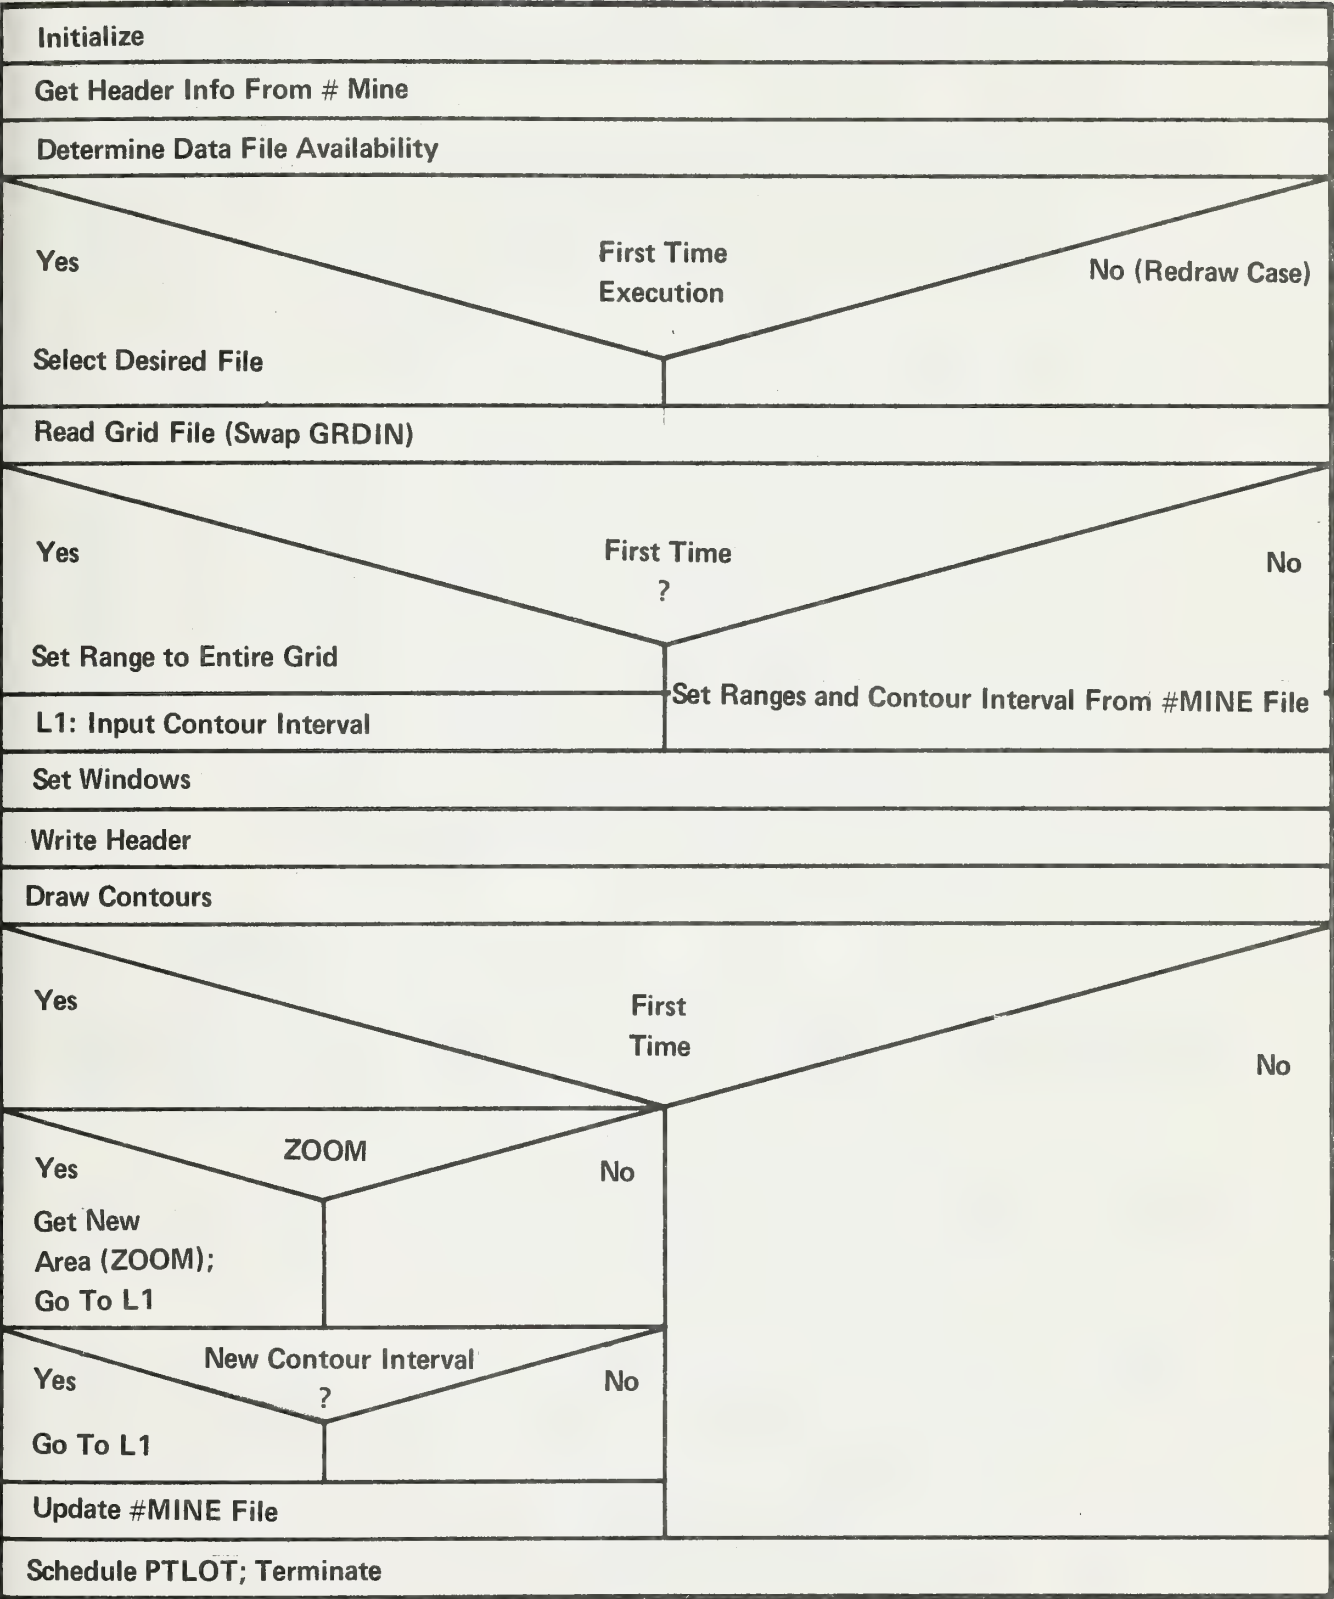 Initialize
Get Header Info From # Mine
Determine Data File Availability
Yes
First Time
Execution
No (Redraw Case)
Select Desired File
Read Grid File (Swap GRDIN)
Yes
First Time
?
No
Set Range to Entire Grid
Set Ranges and Contour Interval From #MINE File
L1: Input Contour Interval
Set Windows
Write Header
Draw Contours
Yes
First
Time
No
ZOOM
Yes
No
Get New
Area (ZOOM);
Go To L1
New Contour Interval
?
Yes
No
Go To L1
Update #MINE File
Schedule PTLOT; Terminate